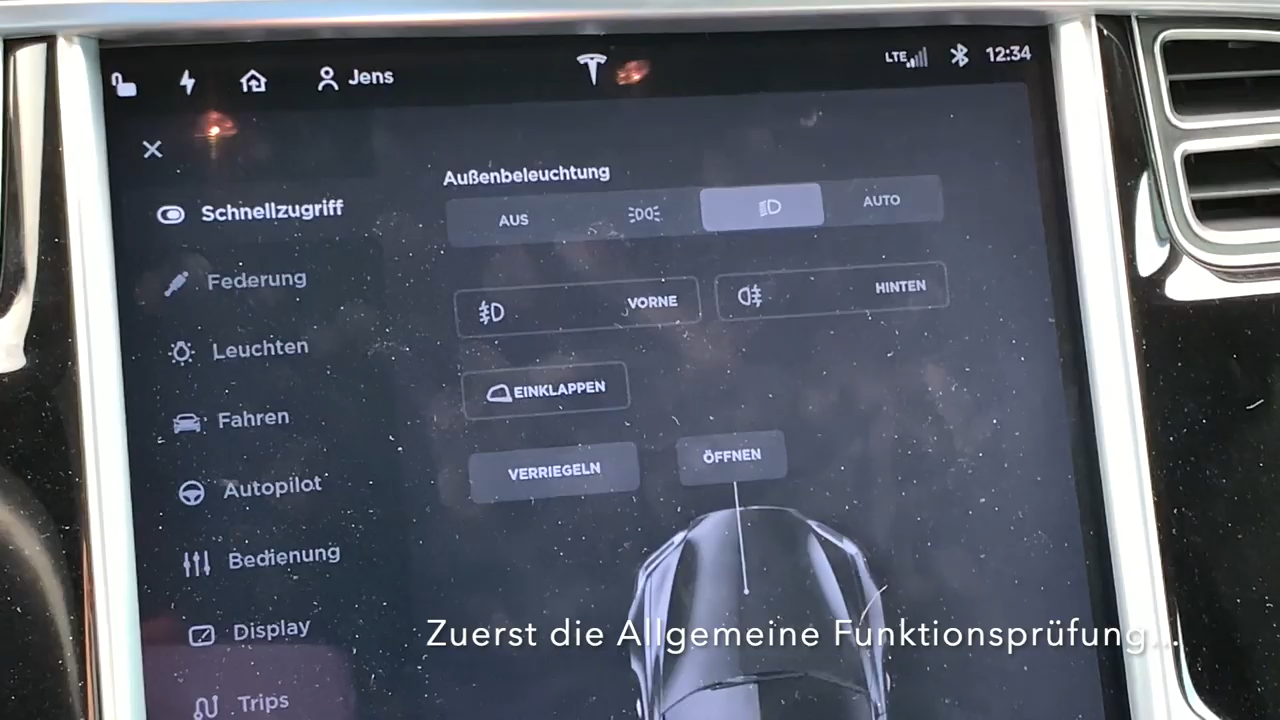 Jens
LTE
12:34
Schnellzugriff
Federung
Leuchten
Fahren
Autopilot
Bedienung
Display
Trips
Außenbeleuchtung
AUS
AUTO
VORNE
HINTEN
EINKLAPPEN
VERRIEGELN
ÖFFNEN
Zuerst die Allgemeine Funktionsprüfung...